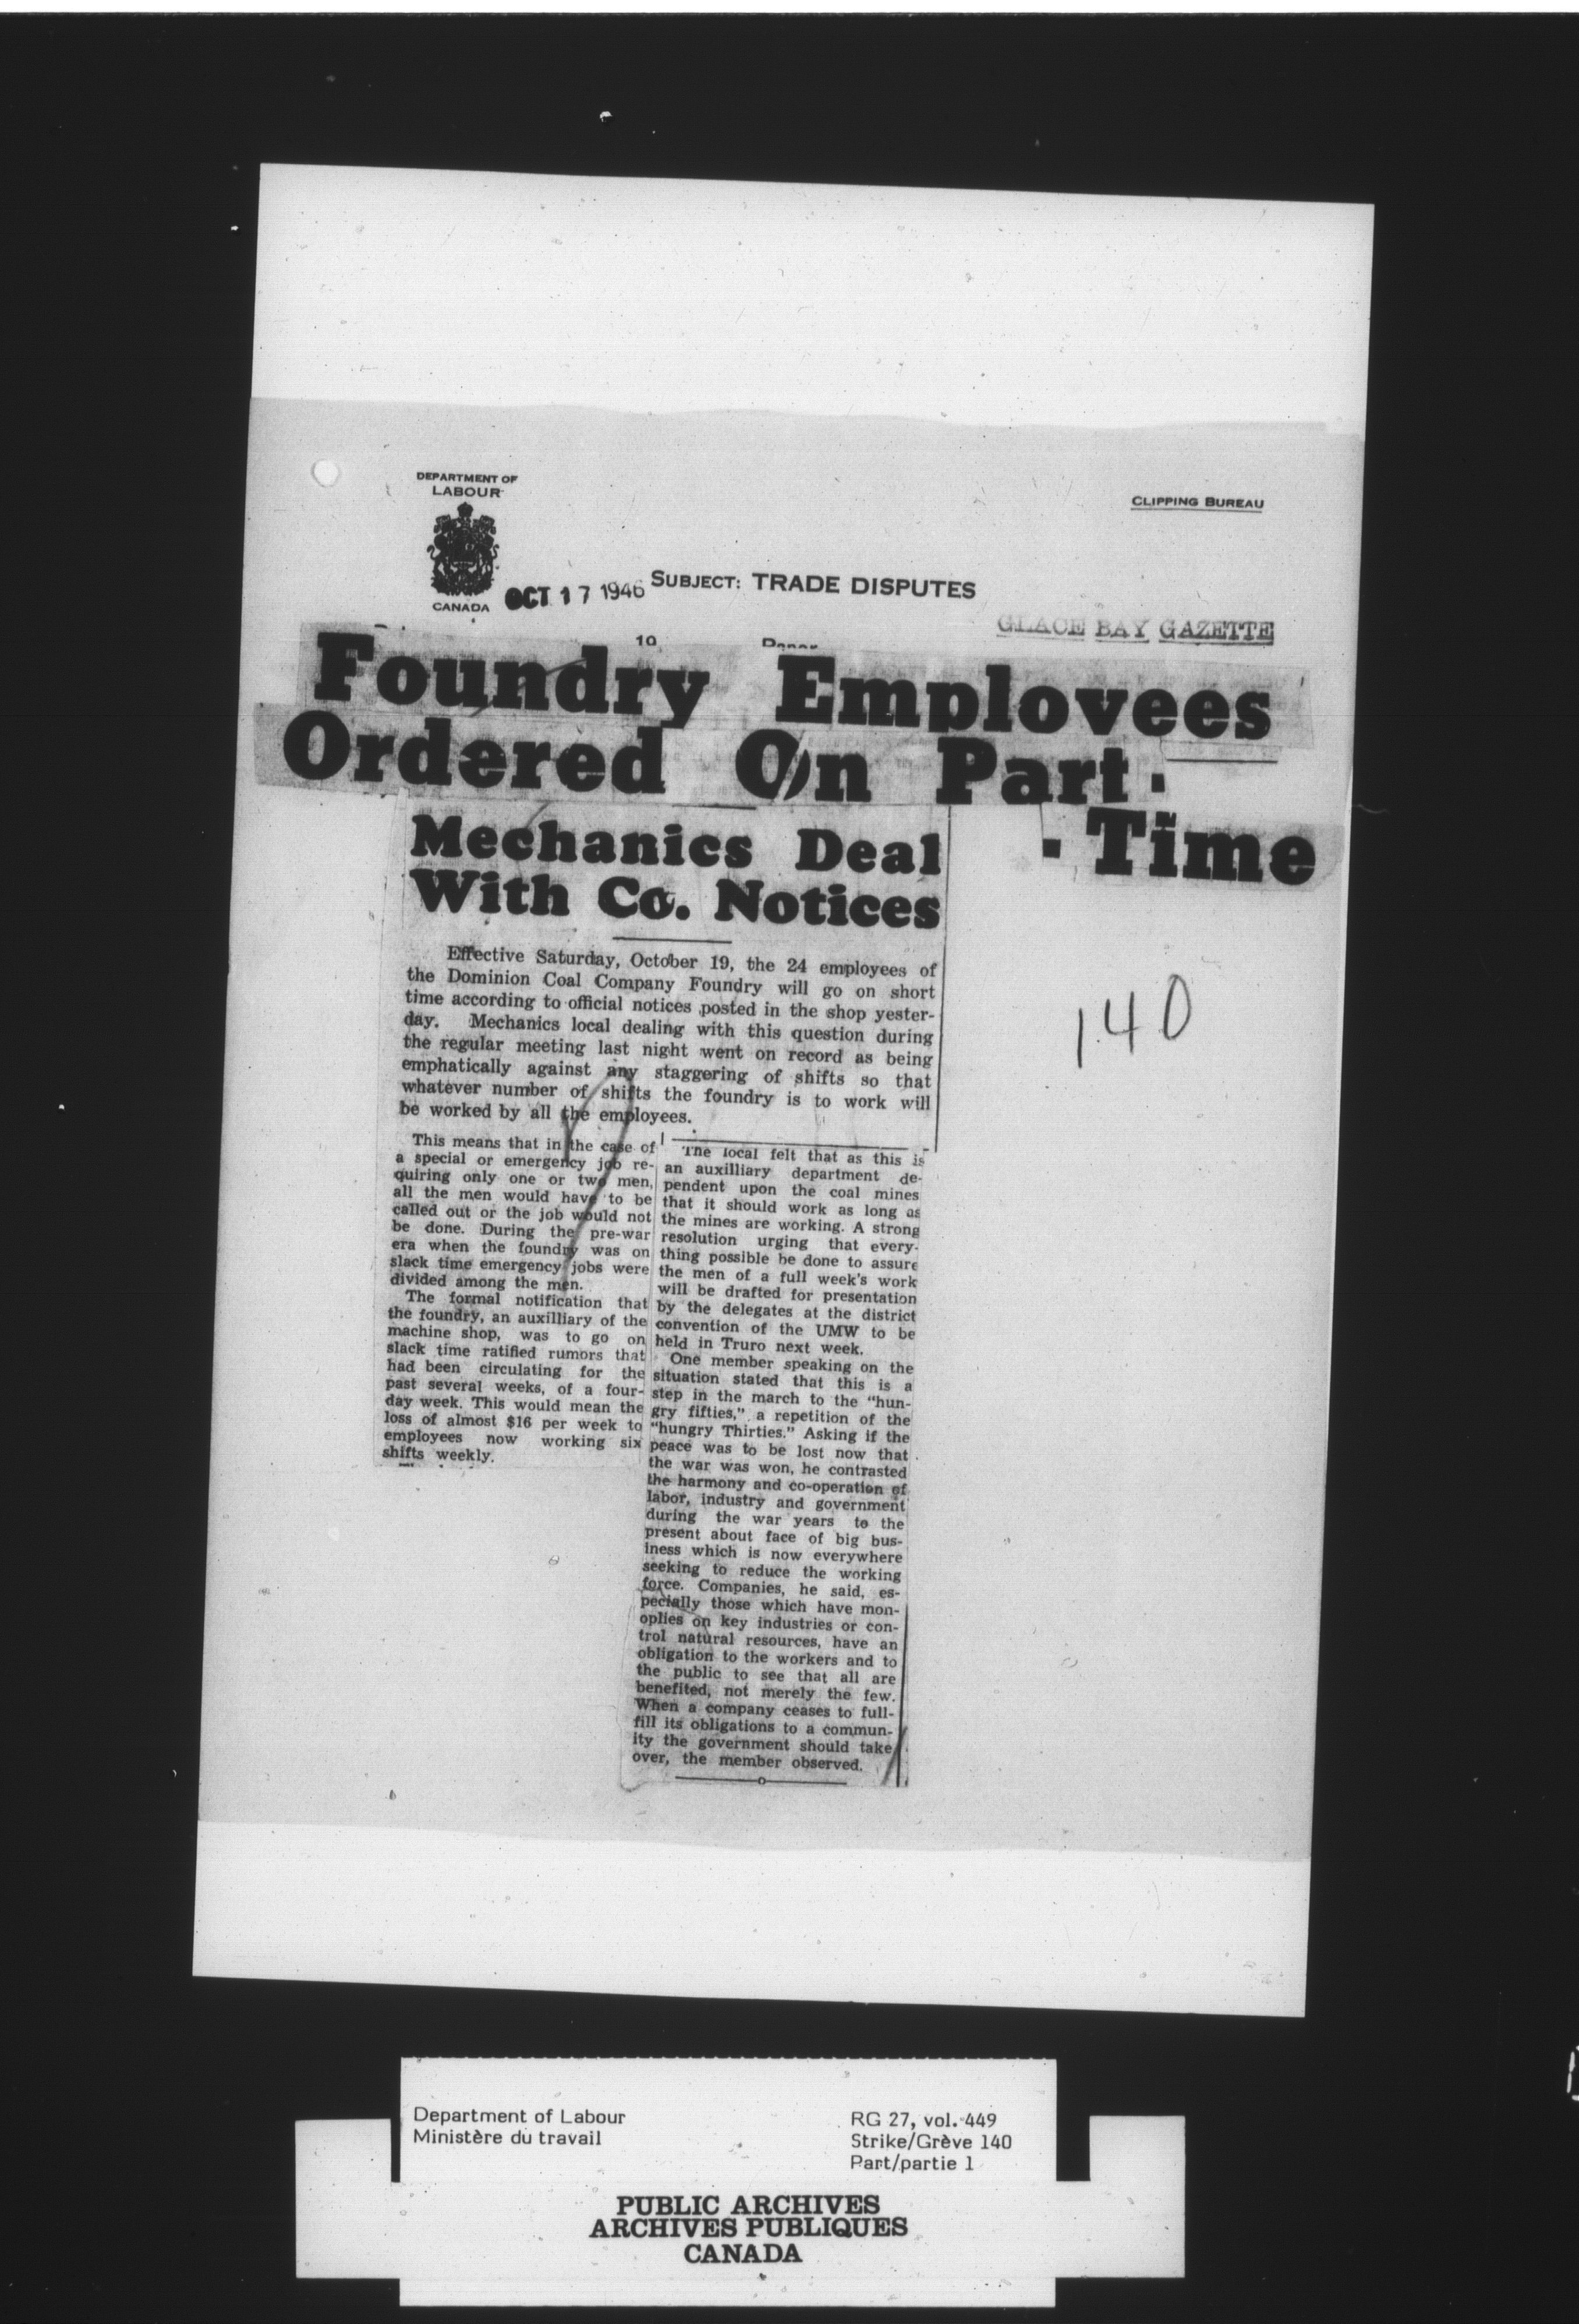 DEPARTMENT OF
LABOUR
CANADA
CLIPPING BUREAU
OCT 17 1946
SUBJECT: TRADE DISPUTES
GLACE BAY GAZETTE
19
Paper
Foundry Employees
Ordered On Part -
- Time
Mechanics Deal
With Co. Notices
Effective Saturday, October 19, the 24 employees of
the Dominion Coal Company Foundry will go on short
time according to official notices posted in the shop yester-
day. Mechanics local dealing with this question during
the regular meeting last night went on record as being
emphatically against any staggering of shifts so that
whatever number of shifts the foundry is to work will
be worked by all the employees.
This means that in the case of
a special or emergency job re-
quiring only one or two men,
all the men would have to be
called out or the job would not
be done. During the pre-war
era when the foundry was on
slack time emergency jobs were
divided among the men.
The formal notification that
the foundry, an auxilliary of the
machine shop, was to go on
slack time ratified rumors that
had been circulating for the
past several weeks, of a four-
day week. This would mean the
loss of almost $16 per week to
employees now working six
shifts weekly.
The local felt that as this is
an auxilliary department de-
pendent upon the coal mines
that it should work as long as
the mines are working. A strong
resolution urging that every-
thing possible be done to assure
the men of a full week's work
will be drafted for presentation
by the delegates at the district
convention of the UMW to be
held in Truro next week.
One member speaking on the
situation stated that this is a
step in the march to the "hun-
gry fifties," a repetition of the
"hungry Thirties." Asking if the
peace was to be lost now that
the war was won, he contrasted
the harmony and co-operation of
labor, industry and government
during the war years to the
present about face of big bus-
iness which is now everywhere
seeking to reduce the working
force. Companies, he said, es-
pecially those which have mon-
oplies on key industries or con-
trol natural resources, have an
obligation to the workers and to
the public to see that all are
benefited, not merely the few.
When a company ceases to full-
fill its obligations to a commun-
ity the government should take
over, the member observed.
140
Department of Labour
Ministère du travail
RG 27, vol. 449
Strike/Grève 140
Part/partie 1
PUBLIC ARCHIVES
ARCHIVES PUBLIQUES
CANADA